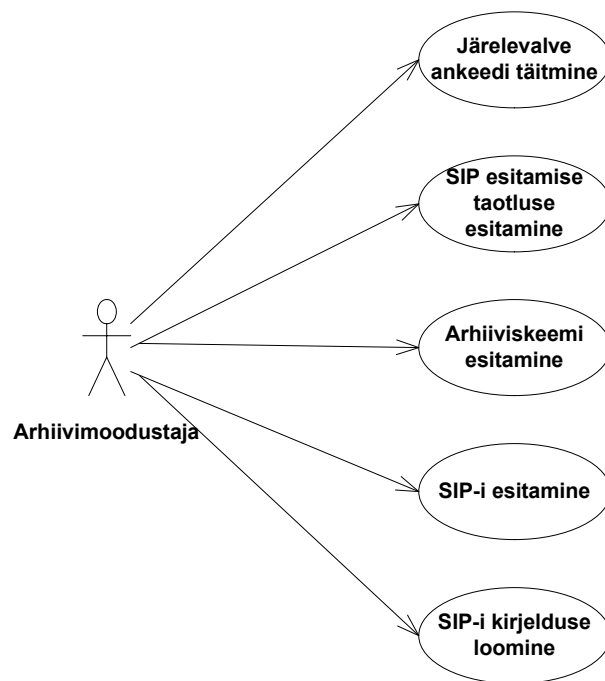 Järelevalve
ankeedi täitmine
SIP esitamise
taotluse
esitamine
Arhiiviskeemi
esitamine
Arhiivimoodustaja
SIP-i esitamine
SIP-i kirjelduse
loomine